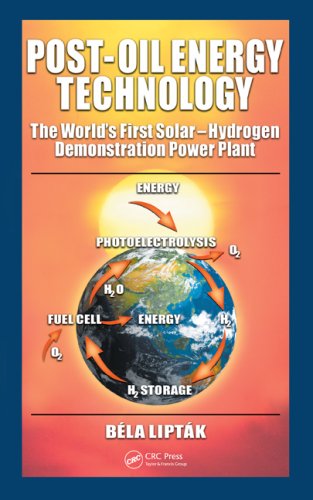 POST-OIL ENERGY
TECHNOLOGY
The World's First Solar–Hydrogen
Demonstration Power Plant
ENERGY
PHOTOELECTROLYSIS
O₂
H₂O
FUEL CELL
ENERGY
H₂
O₂
H₂ STORAGE
BÉLA LIPTÁK
CRC
CRC Press
Taylor & Francis Group